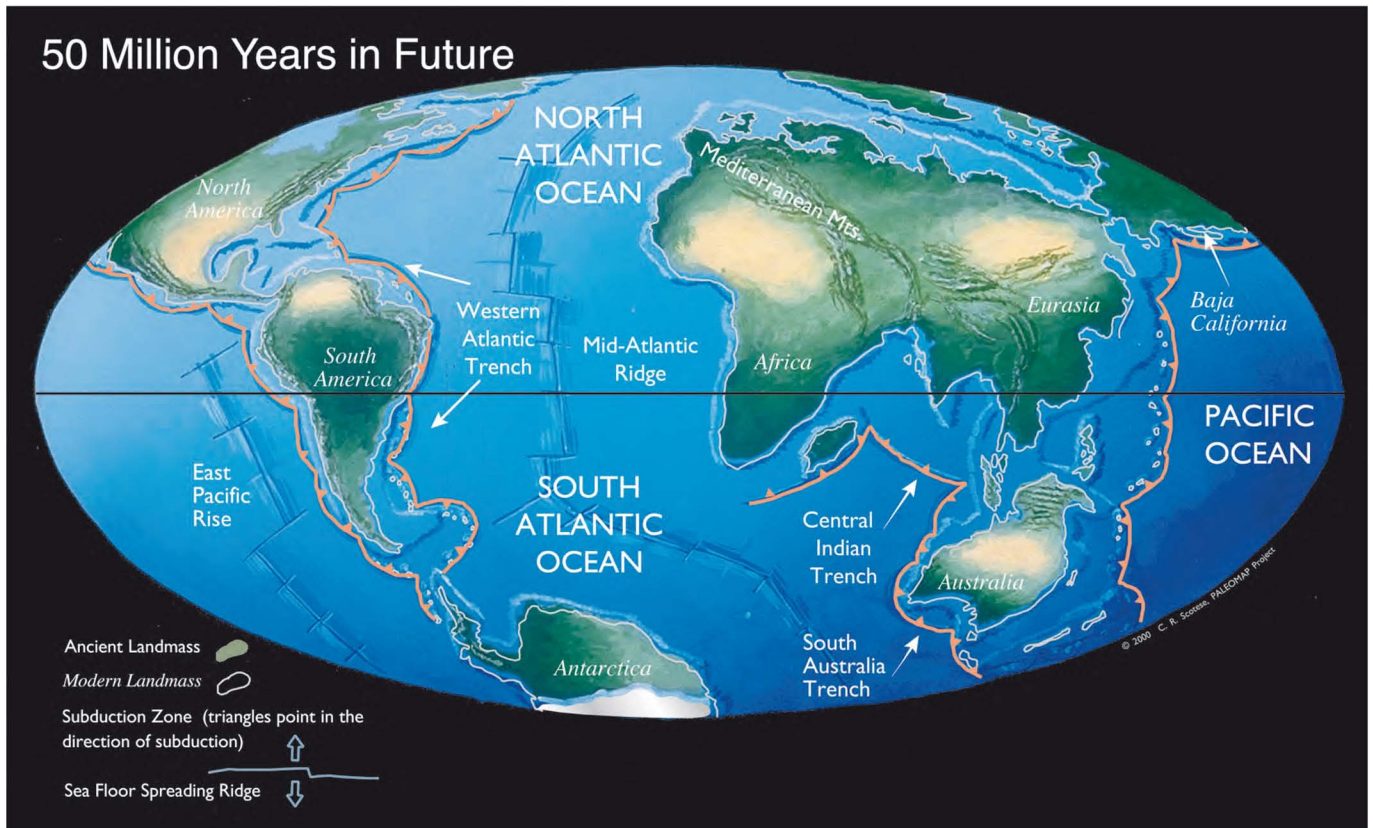 50 Million Years in Future
NORTH
ATLANTIC
OCEAN
North
America
Mediterranean Mts.
Western
Atlantic
Trench
Mid-Atlantic
Ridge
South
America
Africa
Eurasia
Baja
California
PACIFIC
OCEAN
East
Pacific
Rise
SOUTH
ATLANTIC
OCEAN
Central
Indian
Trench
Australia
South
Australia
Trench
Antarctica
© 2000 C. R. Scotese, PALEOMAP Project
Ancient Landmass
Modern Landmass
Subduction Zone (triangles point in the
direction of subduction)
Sea Floor Spreading Ridge